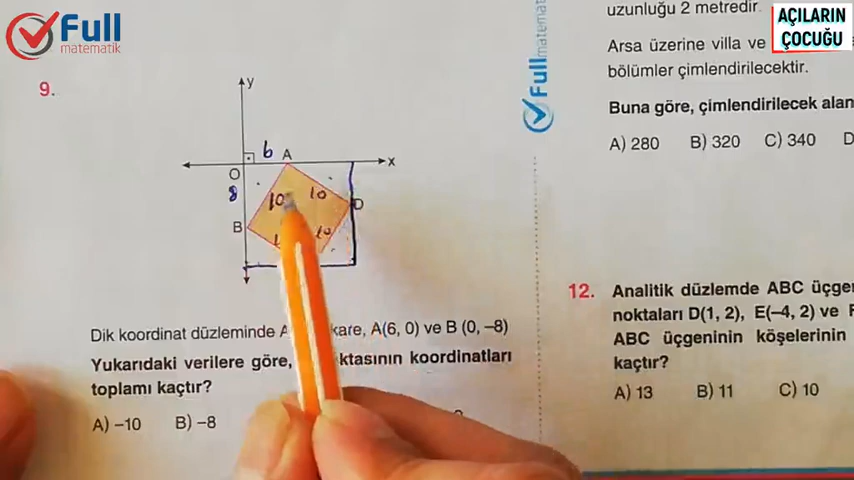 Full
matematik
9.
y
b
A
x
O
8
10
10
D
B
10
Dik koordinat düzleminde A kare, A(6, 0) ve B (0, –8)
Yukarıdaki verilere göre, ktasının koordinatları
toplamı kaçtır?
A) –10 B) –8
Full matemat
uzunluğu 2 metredir.
Arsa üzerine villa ve
bölümler çimlendirilecektir.
Buna göre, çimlendirilecek alan
A) 280 B) 320 C) 340 D
AÇILARIN
ÇOCUĞU
12. Analitik düzlemde ABC üçge
noktaları D(1, 2), E(–4, 2) ve F
ABC üçgeninin köşelerinin
kaçtır?
A) 13 B) 11 C) 10